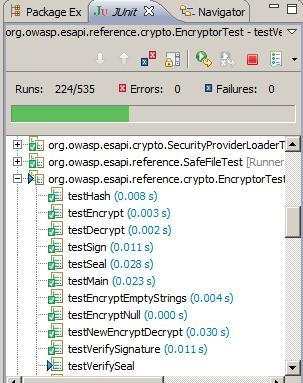 Package Ex
JU JUnit
Navigator
org.owasp.esapi.reference.crypto.EncryptorTest - testVe
Runs: 224/535
Errors: 0
Failures: 0
org.owasp.esapi.crypto.SecurityProviderLoaderT
org.owasp.esapi.reference.SafeFileTest [Runner
org.owasp.esapi.reference.crypto.EncryptorTest
testHash (0.008 s)
testEncrypt (0.003 s)
testDecrypt (0.002 s)
testSign (0.011 s)
testSeal (0.028 s)
testMain (0.023 s)
testEncryptEmptyStrings (0.004 s)
testEncryptNull (0.000 s)
testNewEncryptDecrypt (0.030 s)
testVerifySignature (0.011 s)
testVerifySeal